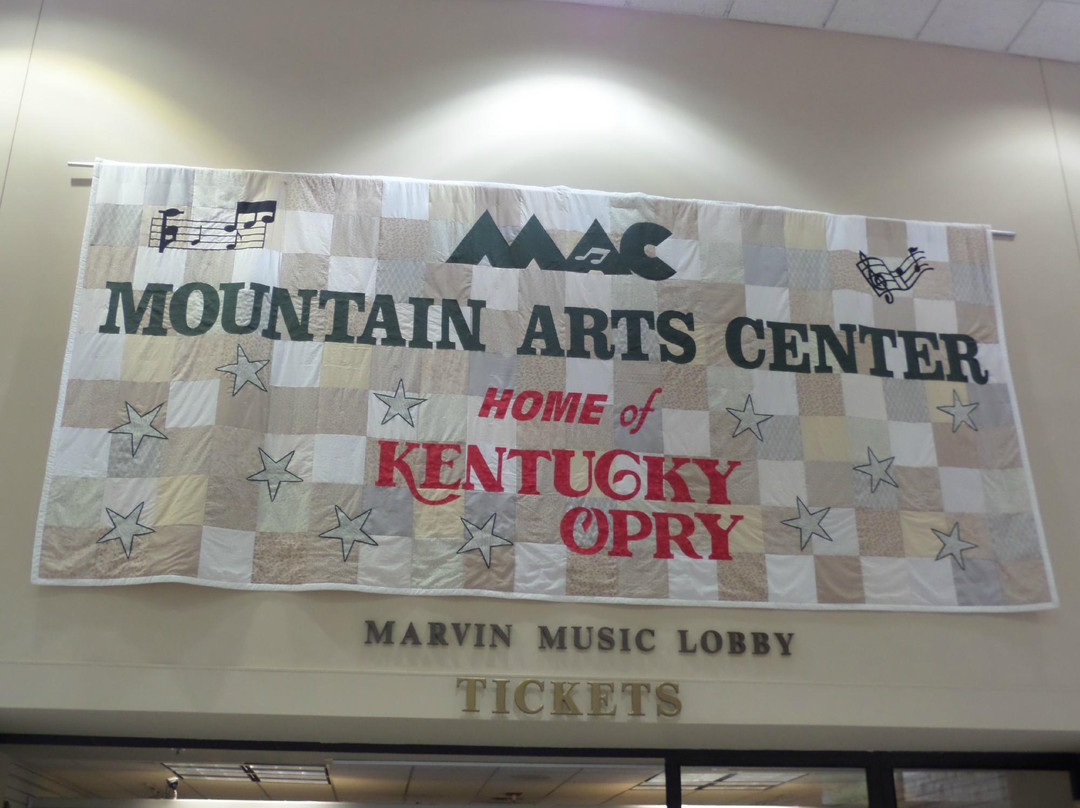 MAC
MOUNTAIN ARTS CENTER
HOME of
KENTUCKY
OPRY
MARVIN MUSIC LOBBY
TICKETS